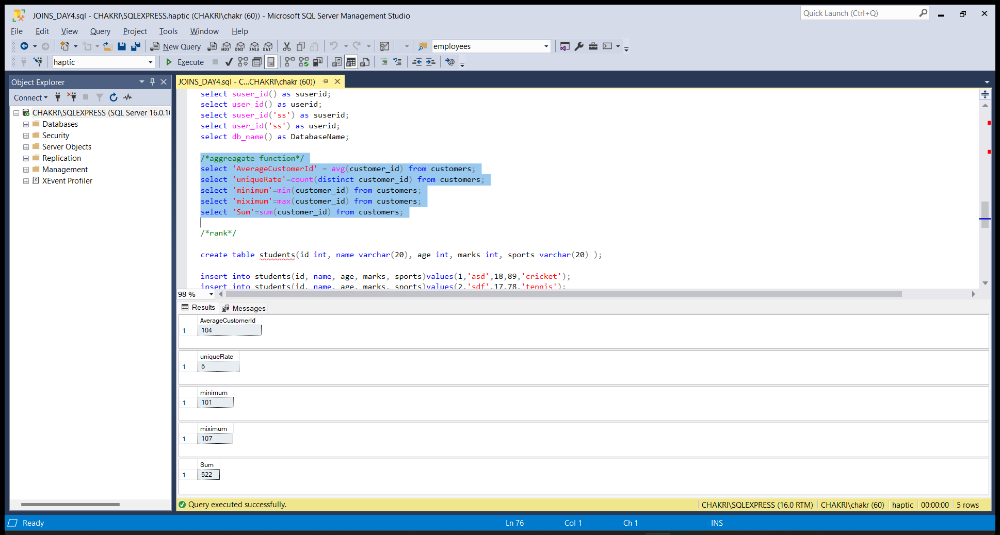 JOINS_DAY4.sql - CHAKRI\SQLEXPRESS.haptic (CHAKRI\chakr (60)) - Microsoft SQL Server Management Studio
Quick Launch (Ctrl+Q)
File Edit View Query Project Tools Window Help
New Query MDX DMX XMLA DAX employees
haptic Execute
Object Explorer
Connect
CHAKRI\SQLEXPRESS (SQL Server 16.0.10
Databases
Security
Server Objects
Replication
Management
XEvent Profiler
JOINS_DAY4.sql - C...CHAKRI\chakr (60))
select suser_id() as suserid;
select user_id() as userid;
select suser_id('ss') as suserid;
select user_id('ss') as userid;
select db_name() as DatabaseName;
/*aggreagate function*/
select 'AverageCustomerId' = avg(customer_id) from customers;
select 'uniqueRate'=count(distinct customer_id) from customers;
select 'minimum'=min(customer_id) from customers;
select 'miximum'=max(customer_id) from customers;
select 'Sum'=sum(customer_id) from customers;
/*rank*/
create table students(id int, name varchar(20), age int, marks int, sports varchar(20) );
insert into students(id, name, age, marks, sports)values(1,'asd',18,89,'cricket');
insert into students(id, name, age, marks, sports)values(2,'sdf',17,78,'tennis');
98 %
Results Messages
AverageCustomerId
1 104
uniqueRate
1 5
minimum
1 101
miximum
1 107
Sum
1 522
Query executed successfully. CHAKRI\SQLEXPRESS (16.0 RTM) CHAKRI\chakr (60) haptic 00:00:00 5 rows
Ready Ln 76 Col 1 Ch 1 INS